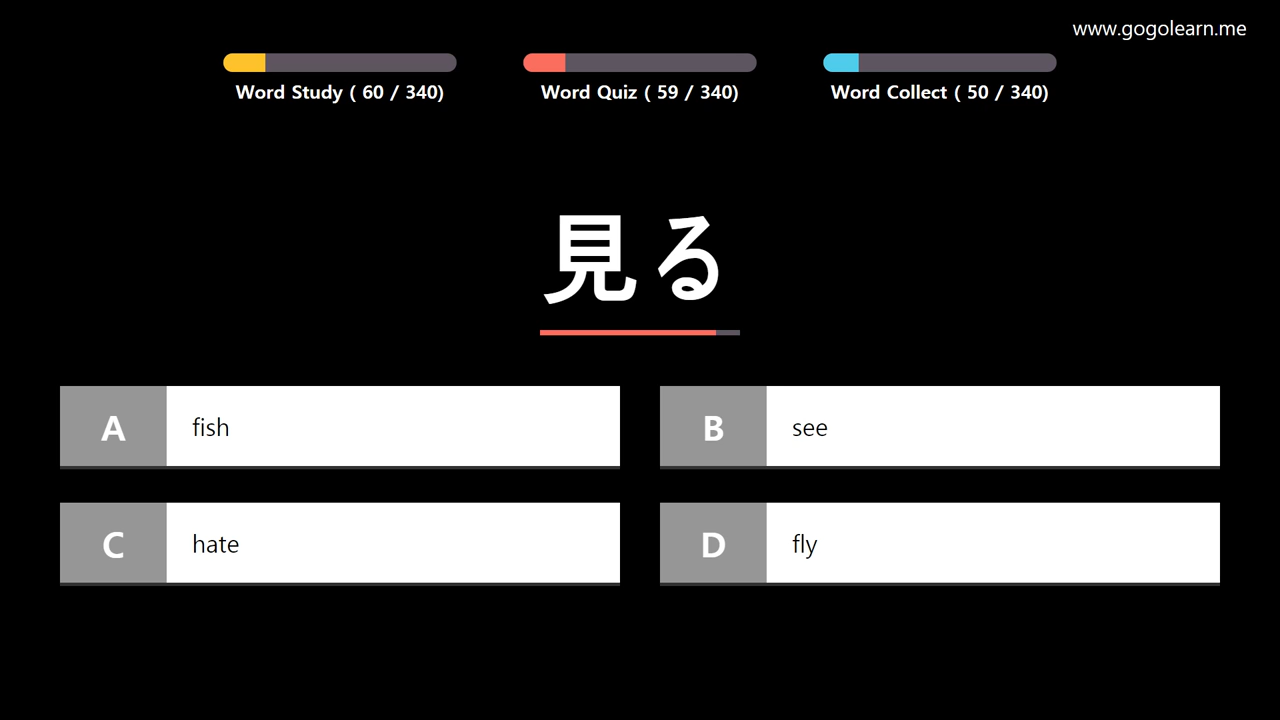 www.gogolearn.me
Word Study ( 60 / 340)
Word Quiz ( 59 / 340)
Word Collect ( 50 / 340)
見る
A fish
B see
C hate
D fly